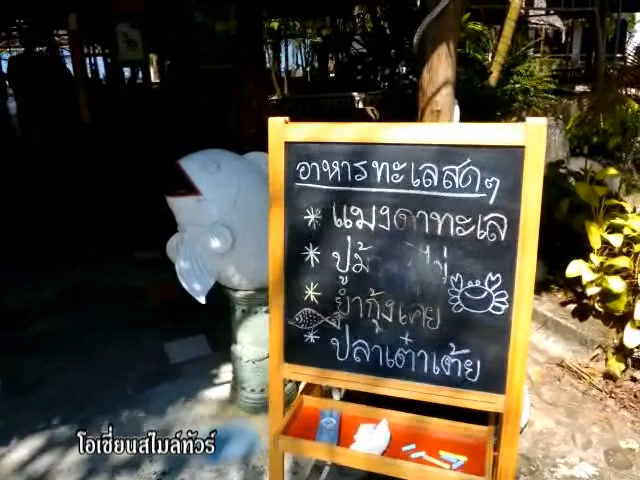 อาหารทะเลสดๆ
* แมงดาทะเล
* ปูม้
* ยำกุ้งเคย
* ปลาเต๋าเต้ย
โอเชี่ยนสไมล์ทัวร์